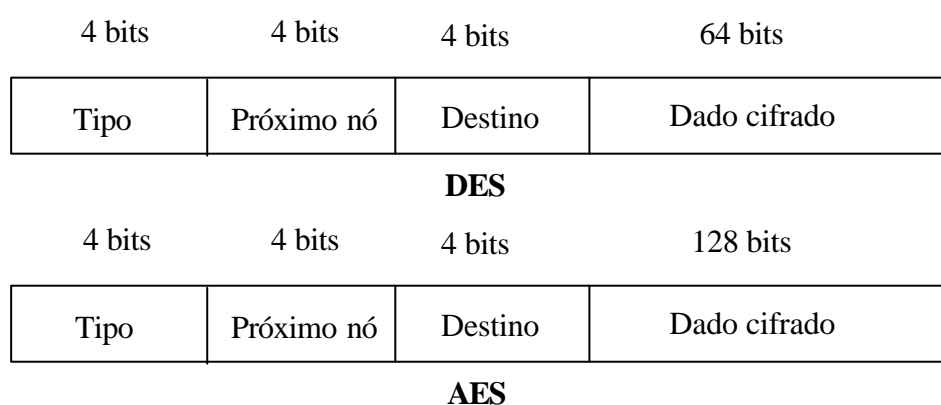 4 bits 4 bits 4 bits 64 bits
Tipo Próximo nó Destino Dado cifrado
DES
4 bits 4 bits 4 bits 128 bits
Tipo Próximo nó Destino Dado cifrado
AES